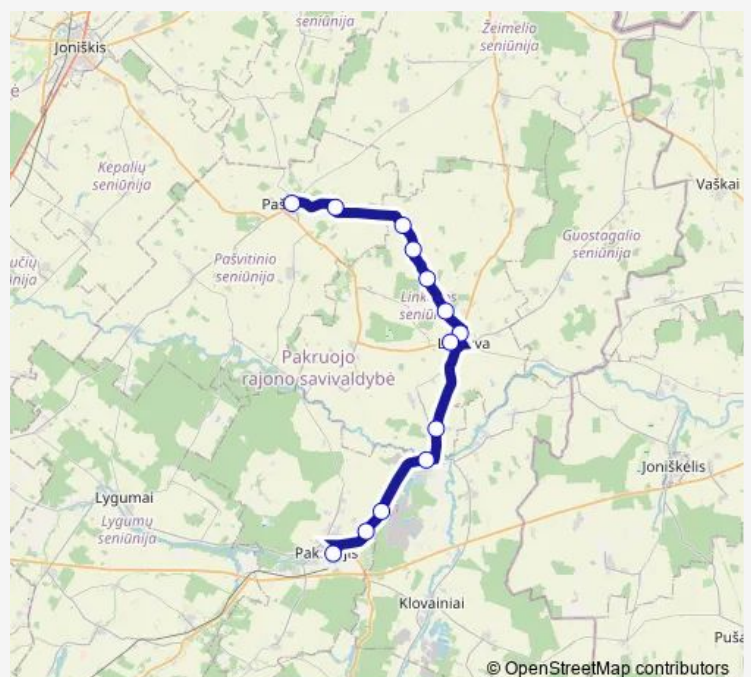 seniūnija
Žeimelio
seniūnija
Joniškis
ė
Kepalių
seniūnija
Vaškai
Guostagalio
seniūnija
Pašvitinio
seniūnija
Pakruojo
rajono savivaldybė
Joniškėlis
Lygumai
Lygumų
seniūnija
Klovainiai
© OpenStreetMap contributors